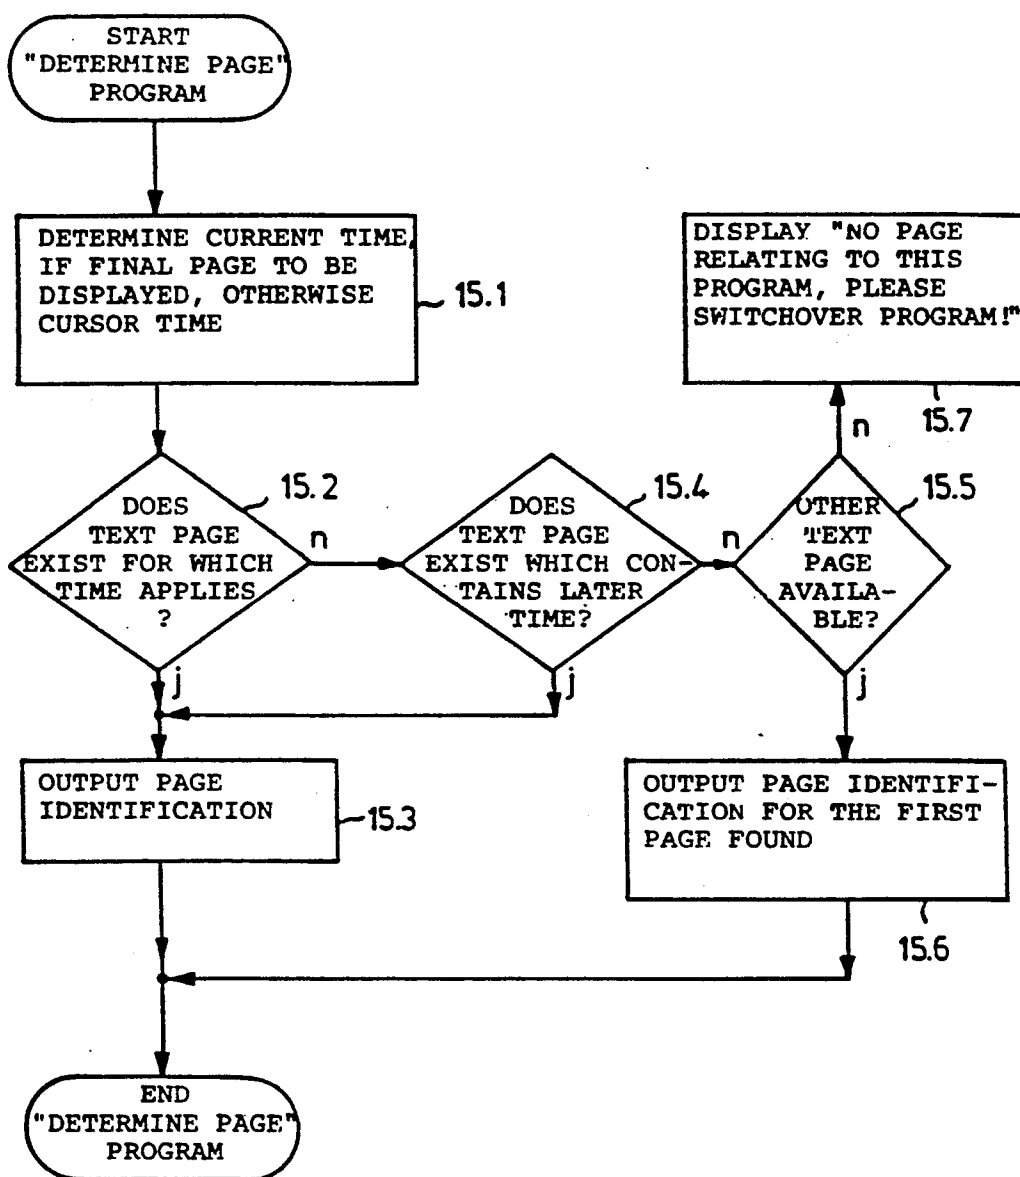 START
"DETERMINE PAGE"
PROGRAM
DETERMINE CURRENT TIME,
IF FINAL PAGE TO BE
DISPLAYED, OTHERWISE
CURSOR TIME
15.1
DISPLAY "NO PAGE
RELATING TO THIS
PROGRAM, PLEASE
SWITCHOVER PROGRAM!"
15.7
n
DOES
TEXT PAGE
EXIST FOR WHICH
TIME APPLIES
?
15.2
n
j
DOES
TEXT PAGE
EXIST WHICH CON-
TAINS LATER
TIME?
15.4
n
j
OTHER
TEXT
PAGE
AVAILA-
BLE?
15.5
j
OUTPUT PAGE
IDENTIFICATION
15.3
OUTPUT PAGE IDENTIFI-
CATION FOR THE FIRST
PAGE FOUND
15.6
END
"DETERMINE PAGE"
PROGRAM